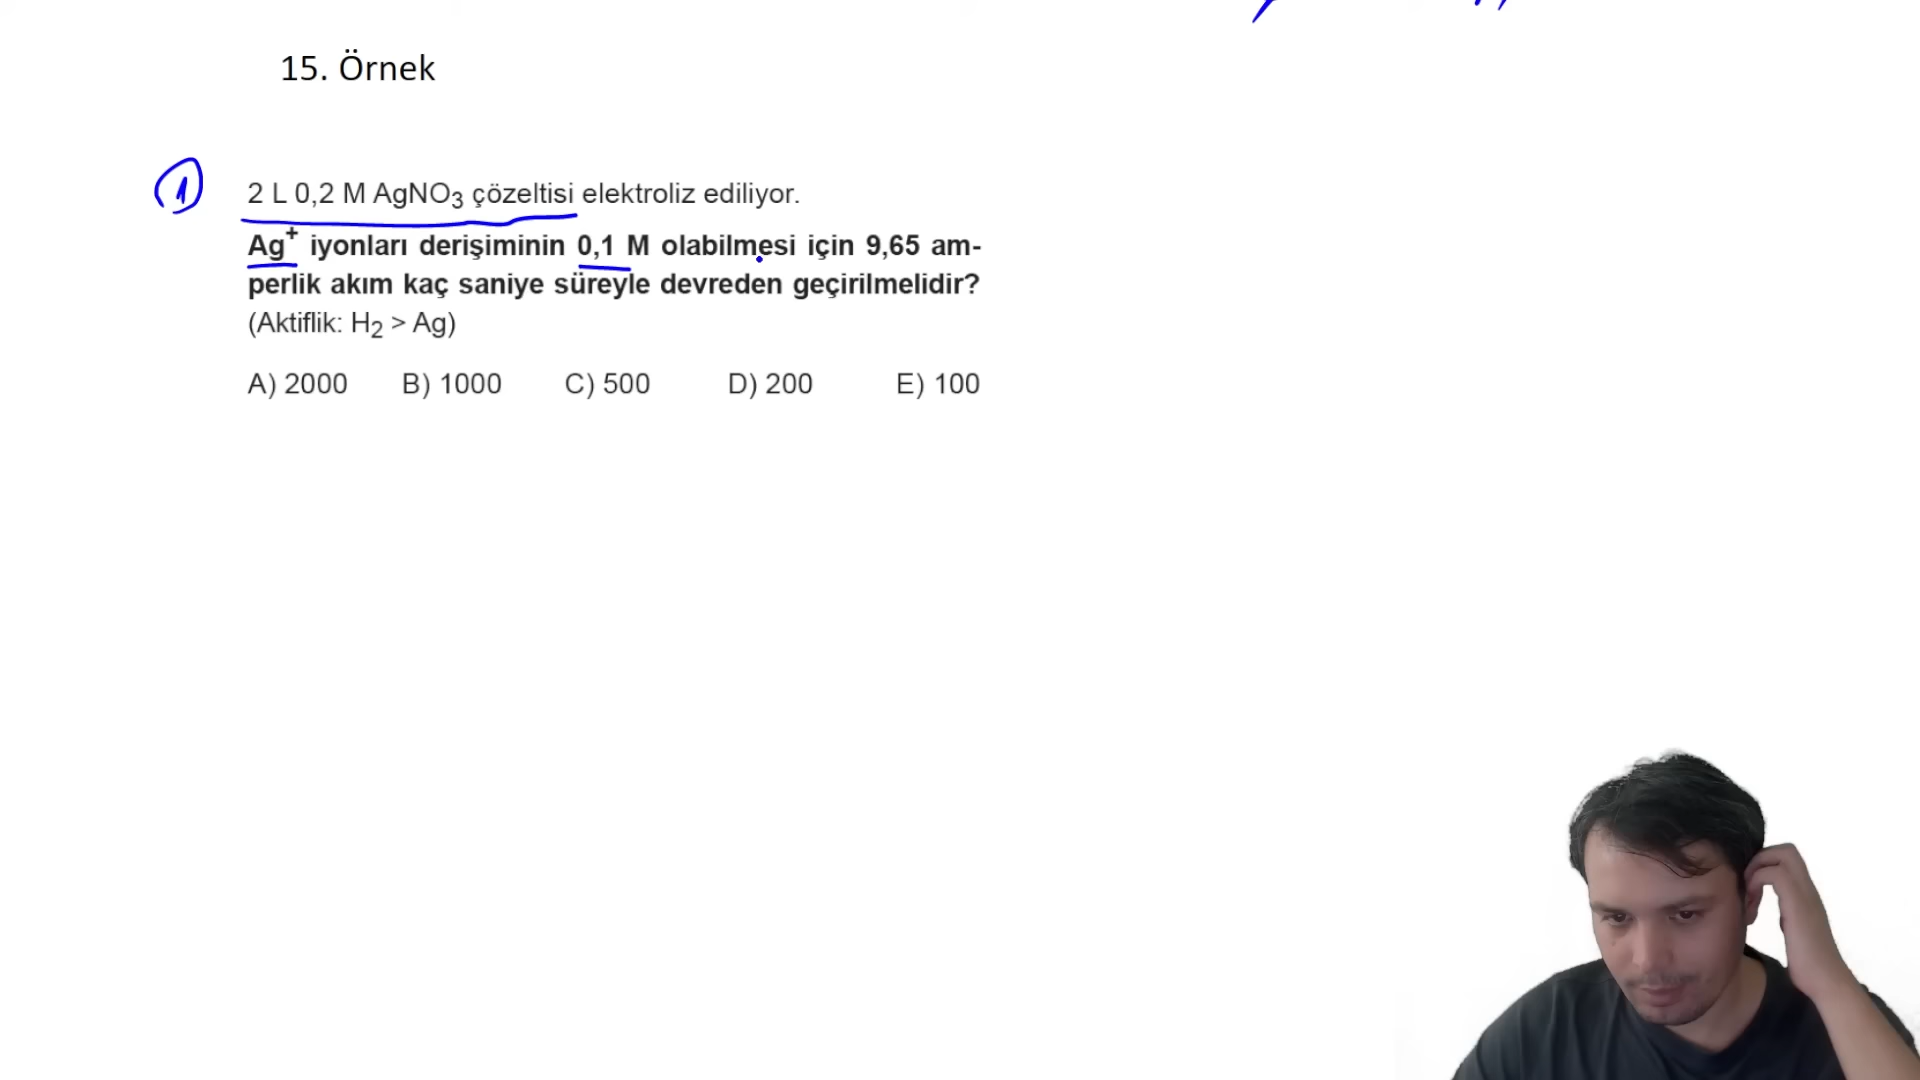 15. Örnek
1
2 L 0,2 M AgNO3 çözeltisi elektroliz ediliyor.
Ag+ iyonları derişiminin 0,1 M olabilmesi için 9,65 am-
perlik akım kaç saniye süreyle devreden geçirilmelidir?
(Aktiflik: H2 > Ag)
A) 2000 B) 1000 C) 500 D) 200 E) 100